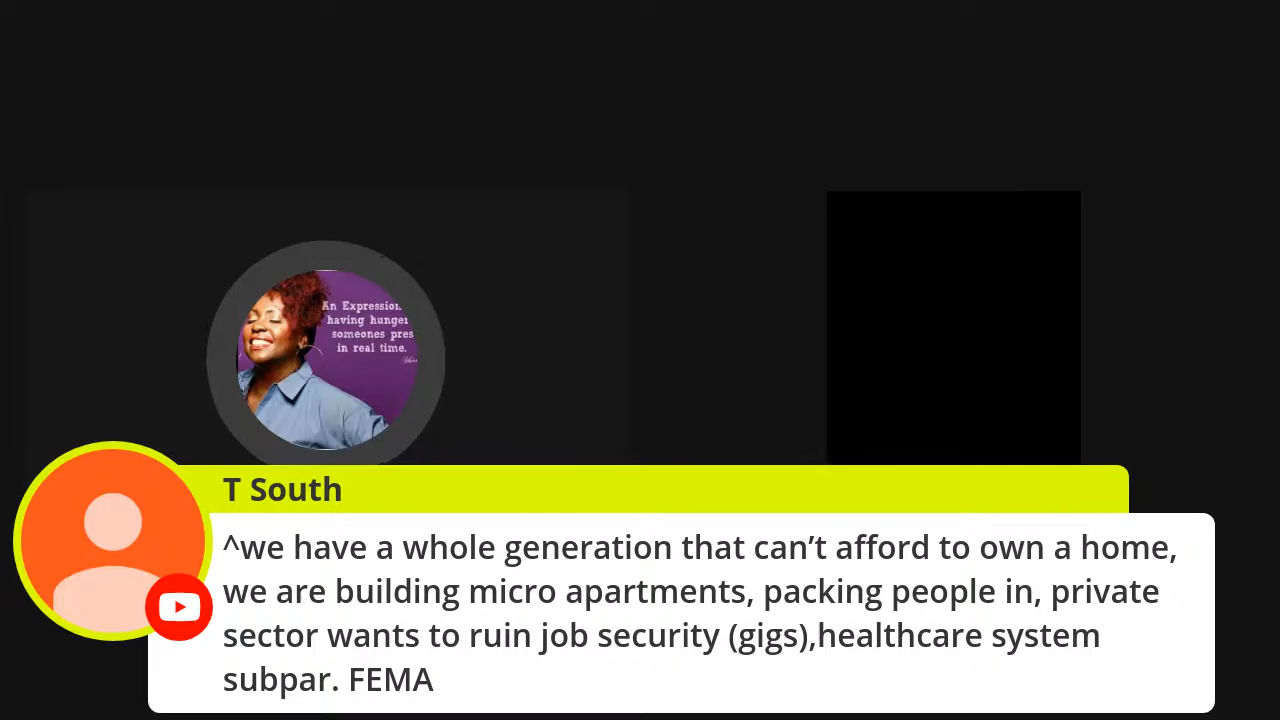 An Expression
having hunger
someones pres
in real time.
T South
^we have a whole generation that can’t afford to own a home,
we are building micro apartments, packing people in, private
sector wants to ruin job security (gigs),healthcare system
subpar. FEMA